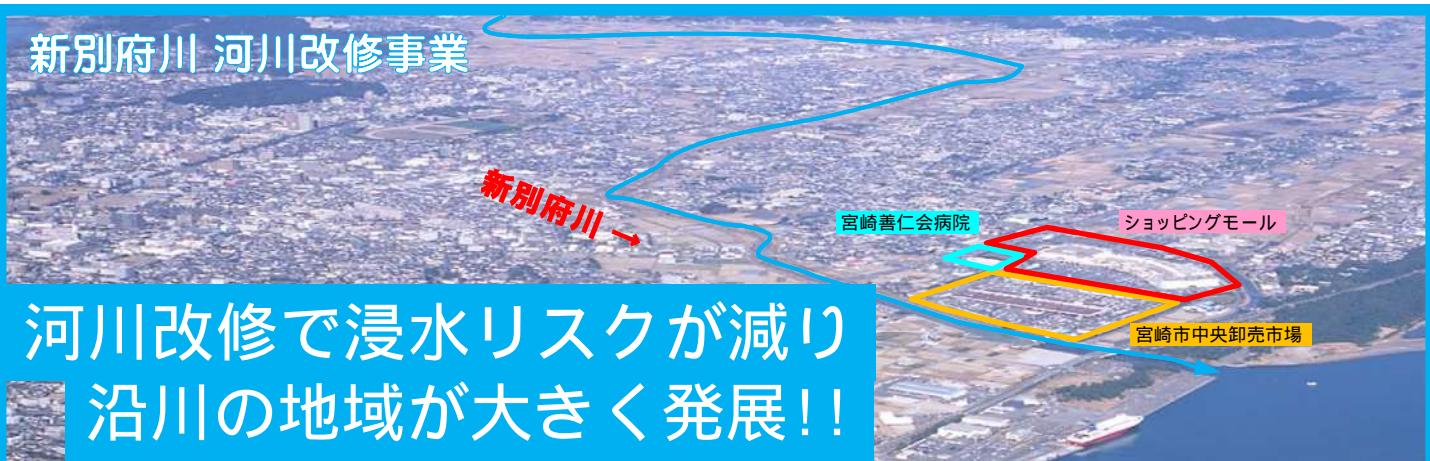 新別府川 河川改修事業
新別府川→
宮崎善仁会病院
ショッピングモール
宮崎市中央卸売市場
河川改修で浸水リスクが減り
沿川の地域が大きく発展!!